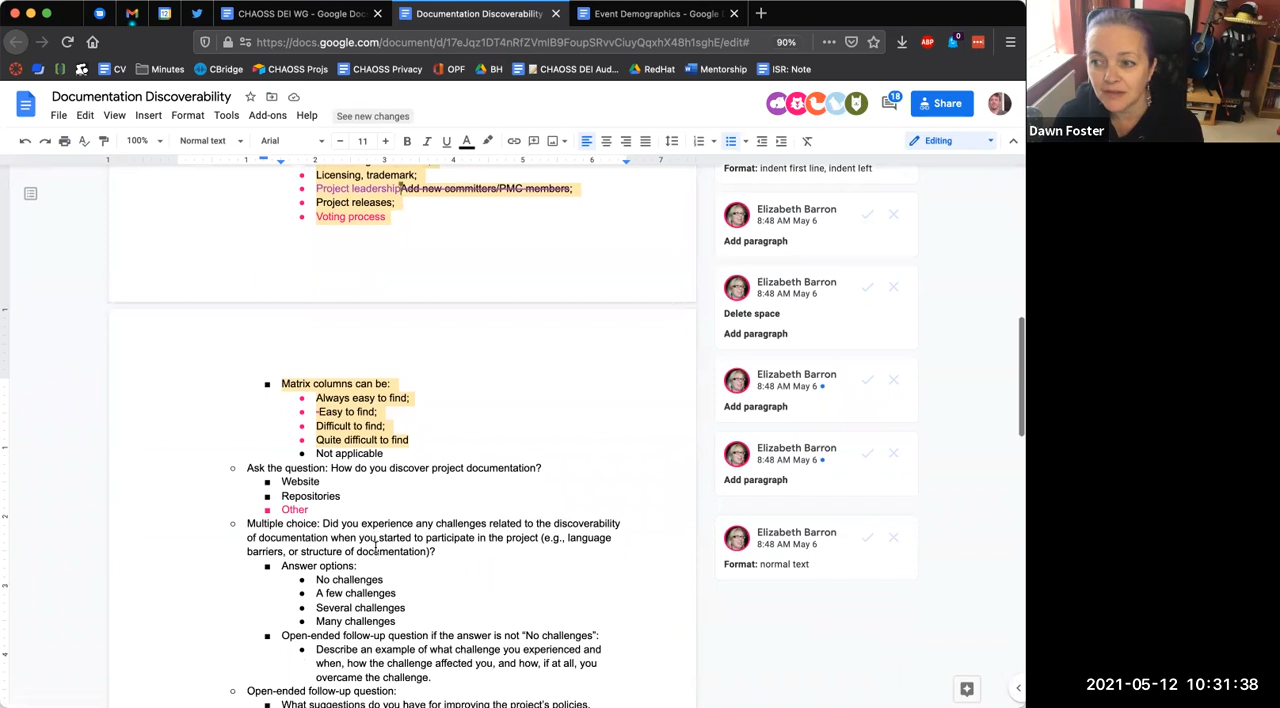 CHAOSS DEI WG - Google Doc
Documentation Discoverability
Event Demographics - Google
https://docs.google.com/document/d/17eJqz1DT4nRfZVmIB9FoupSRvvCiuyQqxhX48h1sghE/edit#
90%
ABP
0
CV
Minutes
CBridge
CHAOSS Projs
CHAOSS Privacy
OPF
BH
CHAOSS DEI Aud...
RedHat
Mentorship
ISR: Note
Documentation Discoverability
18
Share
File Edit View Insert Format Tools Add-ons Help
See new changes
100%
Normal text
Arial
11
B I U A
Editing
1 1 2 3 4 5 6 7
Licensing, trademark;
Project leadershipAdd new committers/PMC members;
Project releases;
Voting process
Matrix columns can be:
Always easy to find;
-Easy to find;
Difficult to find;
Quite difficult to find
Not applicable
Ask the question: How do you discover project documentation?
Website
Repositories
Other
Multiple choice: Did you experience any challenges related to the discoverability
of documentation when you started to participate in the project (e.g., language
barriers, or structure of documentation)?
Answer options:
No challenges
A few challenges
Several challenges
Many challenges
Open-ended follow-up question if the answer is not “No challenges”:
Describe an example of what challenge you experienced and
when, how the challenge affected you, and how, if at all, you
overcame the challenge.
Open-ended follow-up question:
What suggestions do you have for improving the project's policies,
Format: indent first line, indent left
Elizabeth Barron
8:48 AM May 6
Add paragraph
Elizabeth Barron
8:48 AM May 6
Delete space
Add paragraph
Elizabeth Barron
8:48 AM May 6
Add paragraph
Elizabeth Barron
8:48 AM May 6
Add paragraph
Elizabeth Barron
8:48 AM May 6
Format: normal text
Dawn Foster
2021-05-12 10:31:38